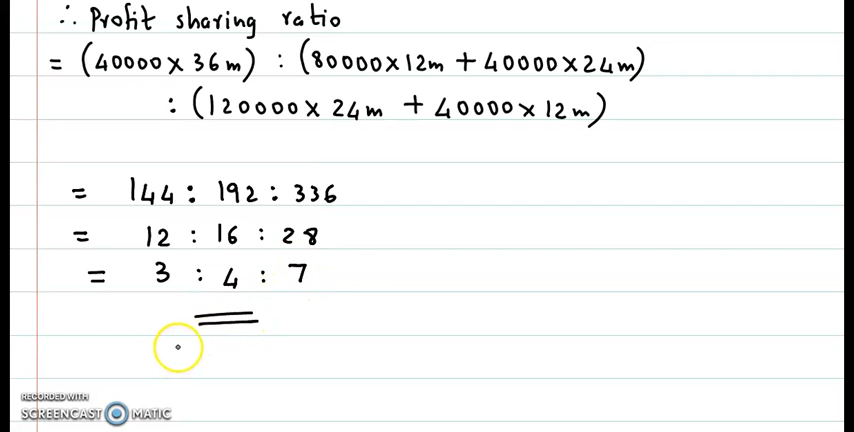 ∴ Profit sharing ratio
= (40000 x 36m) : (80000 x 12m + 40000 x 24m)
: (120000 x 24m + 40000 x 12m)
= 144 : 192 : 336
= 12 : 16 : 28
= 3 : 4 : 7
RECORDED WITH
SCREENCAST MATIC